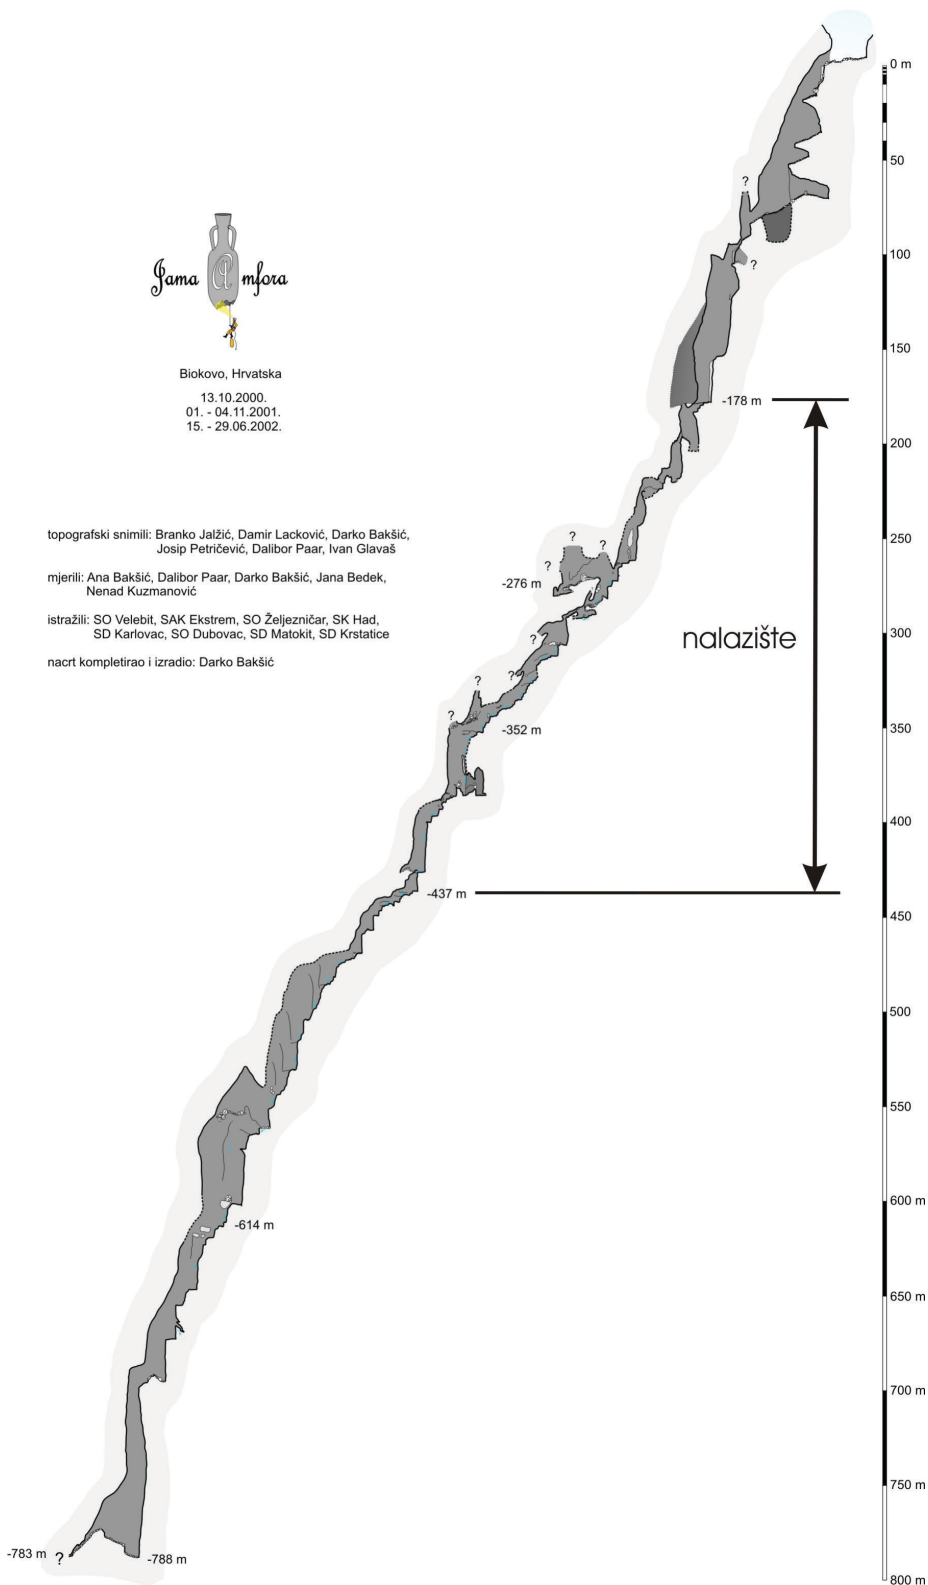 Jama Amfora
Biokovo, Hrvatska
13.10.2000.
01. - 04.11.2001.
15. - 29.06.2002.
topografski snimili: Branko Jalžić, Damir Lacković, Darko Bakšić,
Josip Petričević, Dalibor Paar, Ivan Glavaš
mjerili: Ana Bakšić, Dalibor Paar, Darko Bakšić, Jana Bedek,
Nenad Kuzmanović
istražili: SO Velebit, SAK Ekstrem, SO Željezničar, SK Had,
SD Karlovac, SO Dubovac, SD Matokit, SD Krstatice
nacrt kompletirao i izradio: Darko Bakšić
?
?
-178 m
?
?
?
-276 m
?
?
?
?
-352 m
-437 m
-614 m
-783 m
?
-788 m
nalazište
0 m
50
100
150
200
250
300
350
400
450
500
550
600 m
650 m
700 m
750 m
800 m